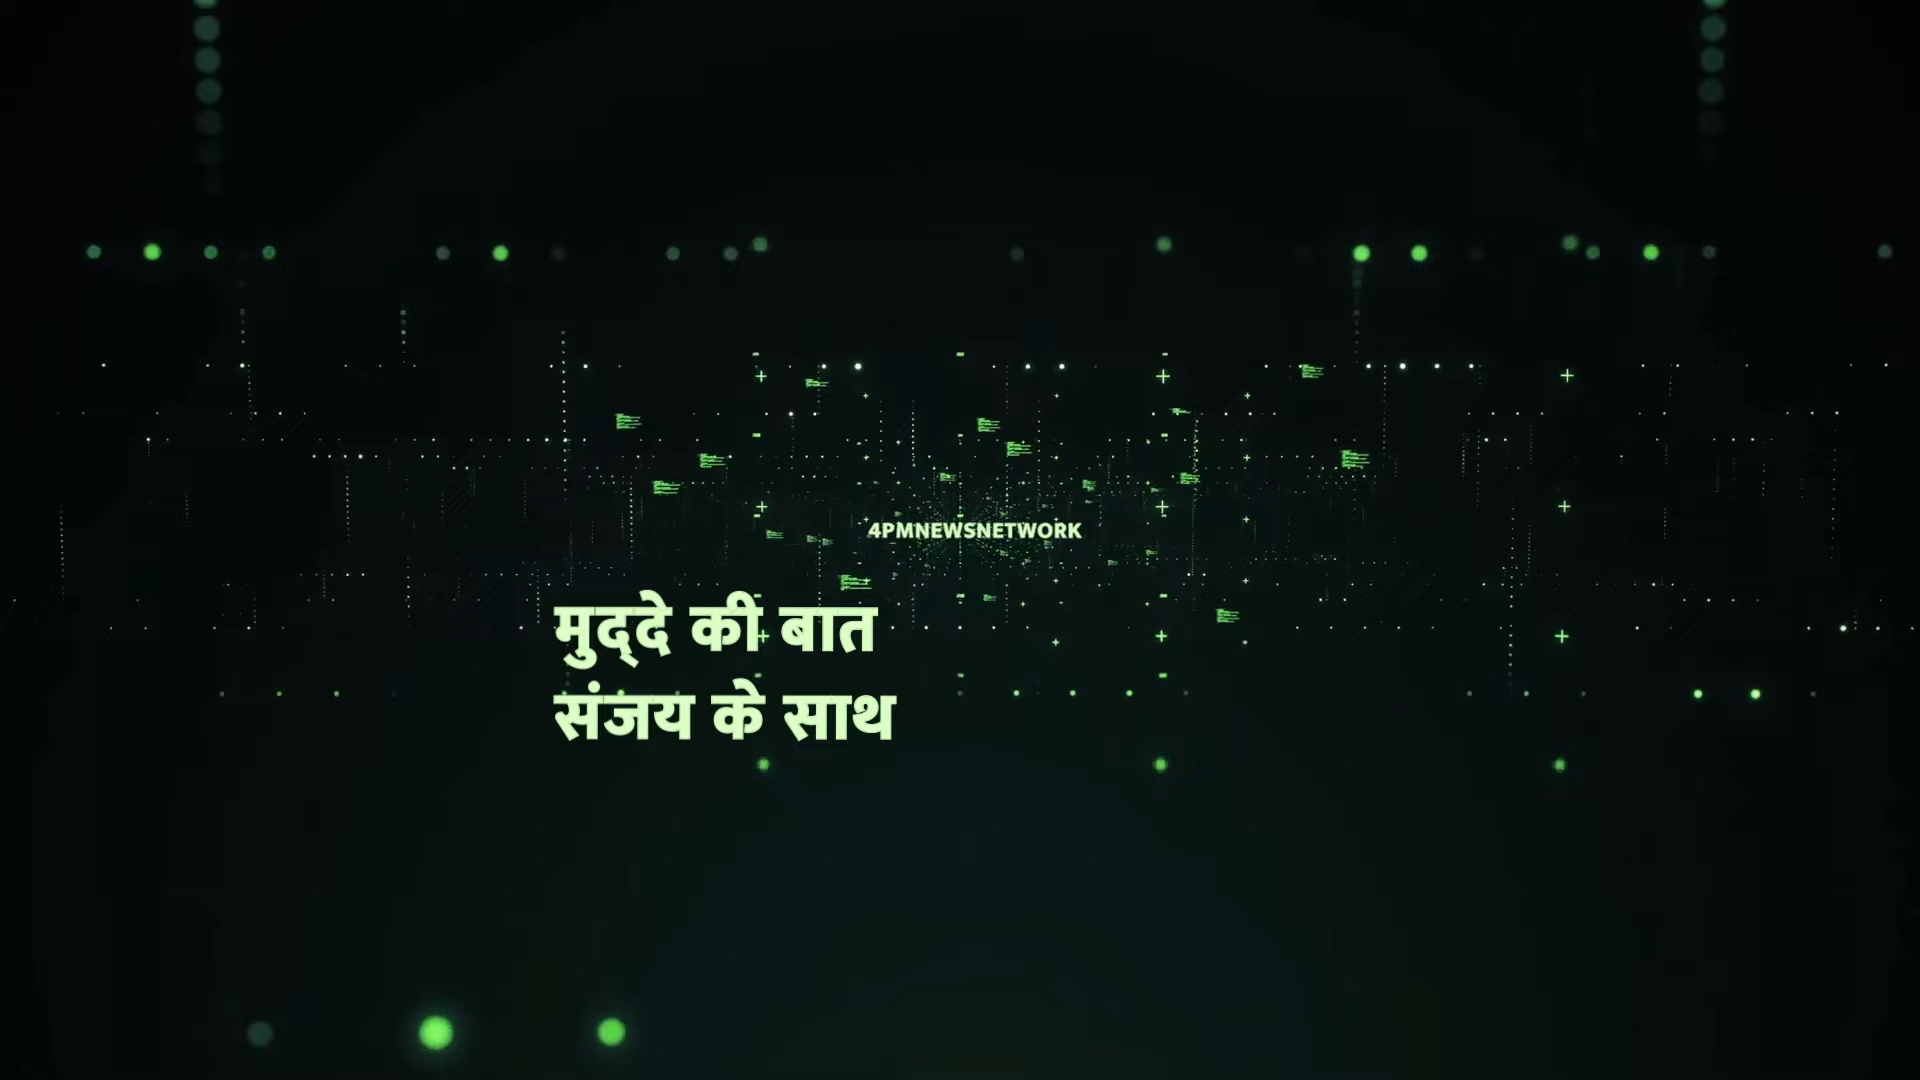 4PMNEWSNETWORK
मुद्‌दे की बात
संजय के साथ